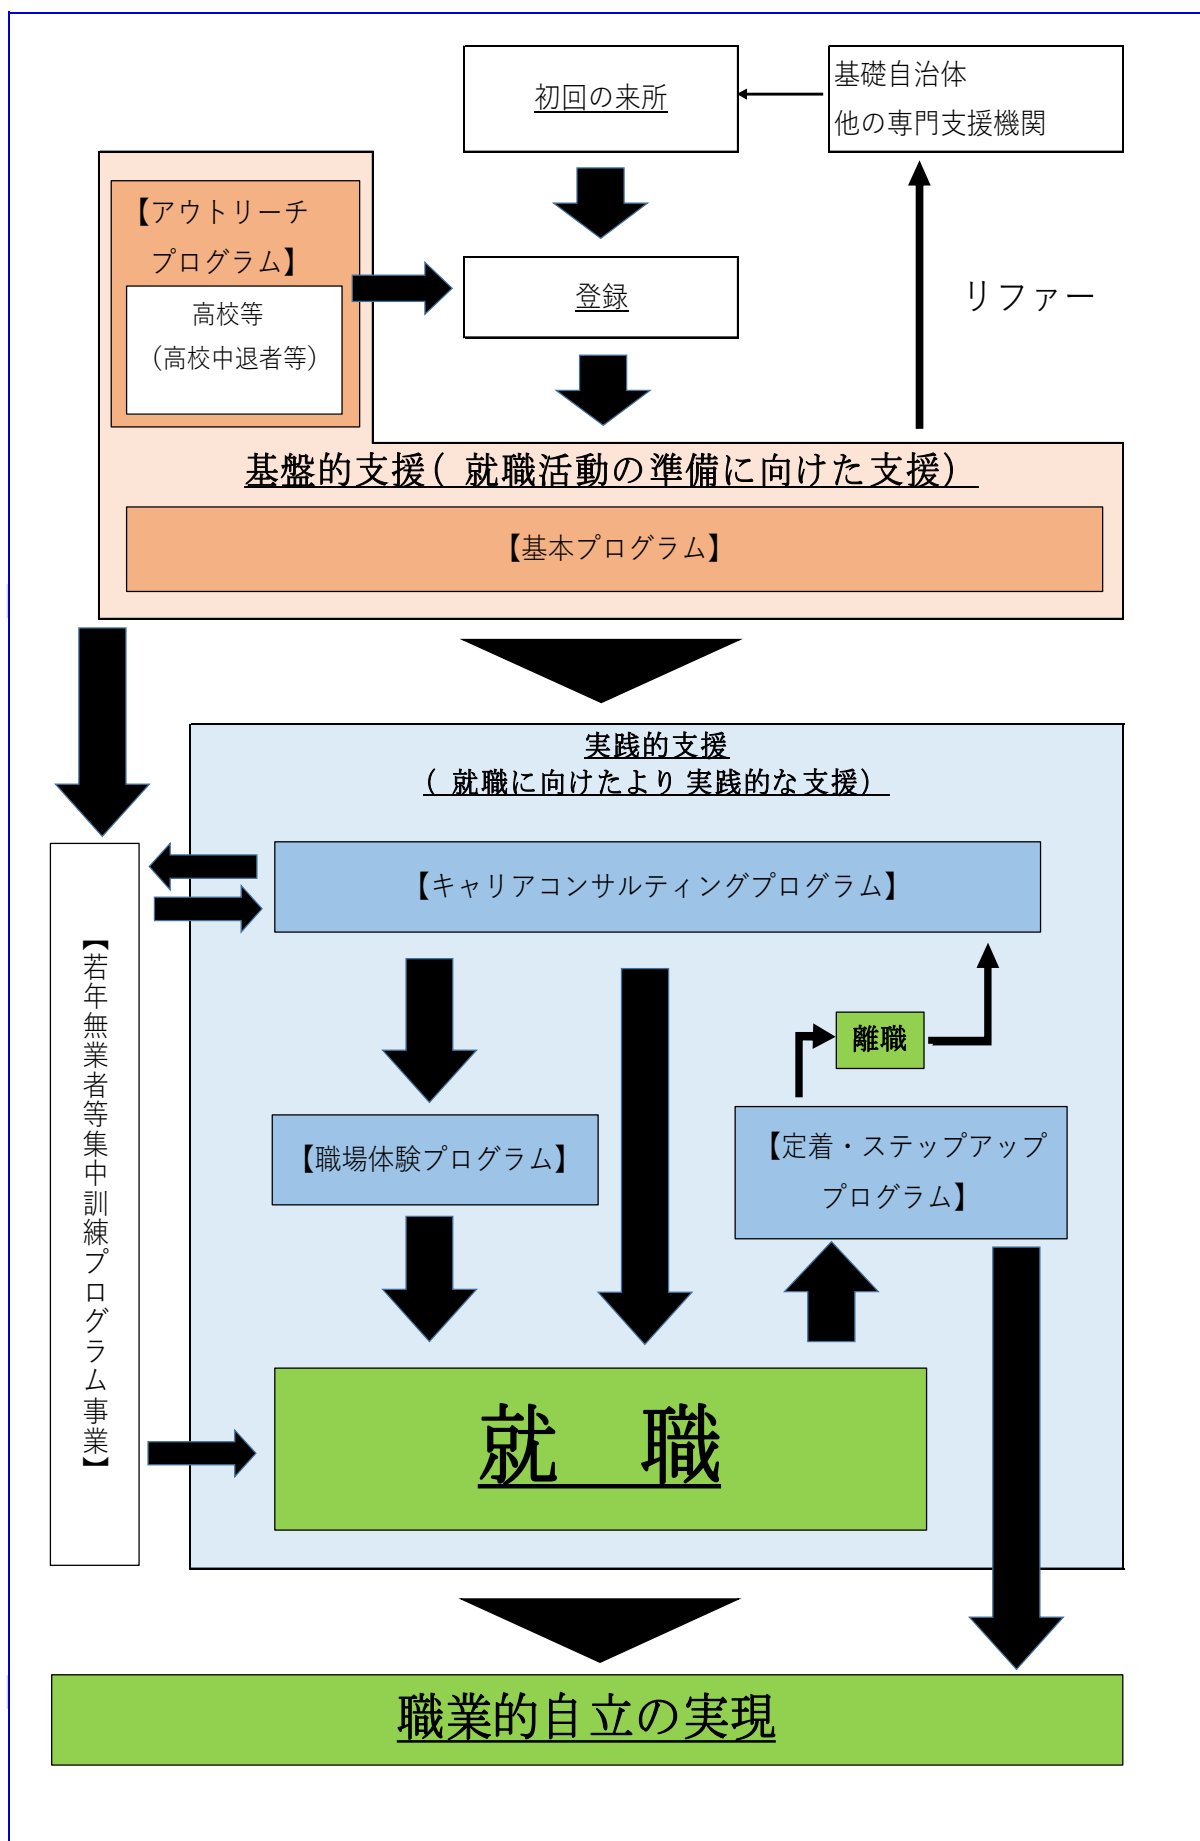 初回の来所
基礎自治体
他の専門支援機関
【アウトリーチ
プログラム】
高校等
（高校中退者等）
登録
リファー
基盤的支援( 就職活動の準備に向けた支援)
【基本プログラム】
実践的支援
( 就職に向けたより 実践的な支援)
【キャリアコンサルティングプログラム】
【若年無業者等集中訓練プログラム事業】
離職
【職場体験プログラム】
【定着・ステップアップ
プログラム】
就　職
職業的自立の実現